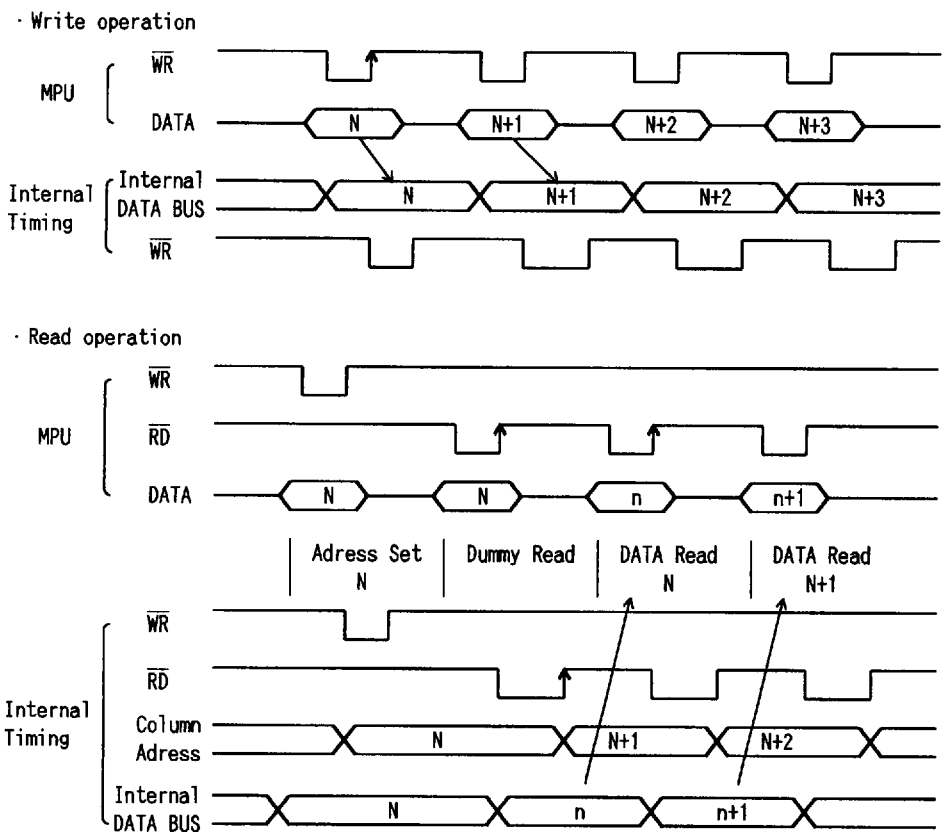 · Write operation
WR
MPU
DATA N N+1 N+2 N+3
Internal Timing
Internal DATA BUS N N+1 N+2 N+3
WR
· Read operation
WR
MPU
RD
DATA N N n n+1
Adress Set Dummy Read DATA Read DATA Read
N N N+1
WR
RD
Internal Timing
Column Adress N N+1 N+2
Internal DATA BUS N n n+1